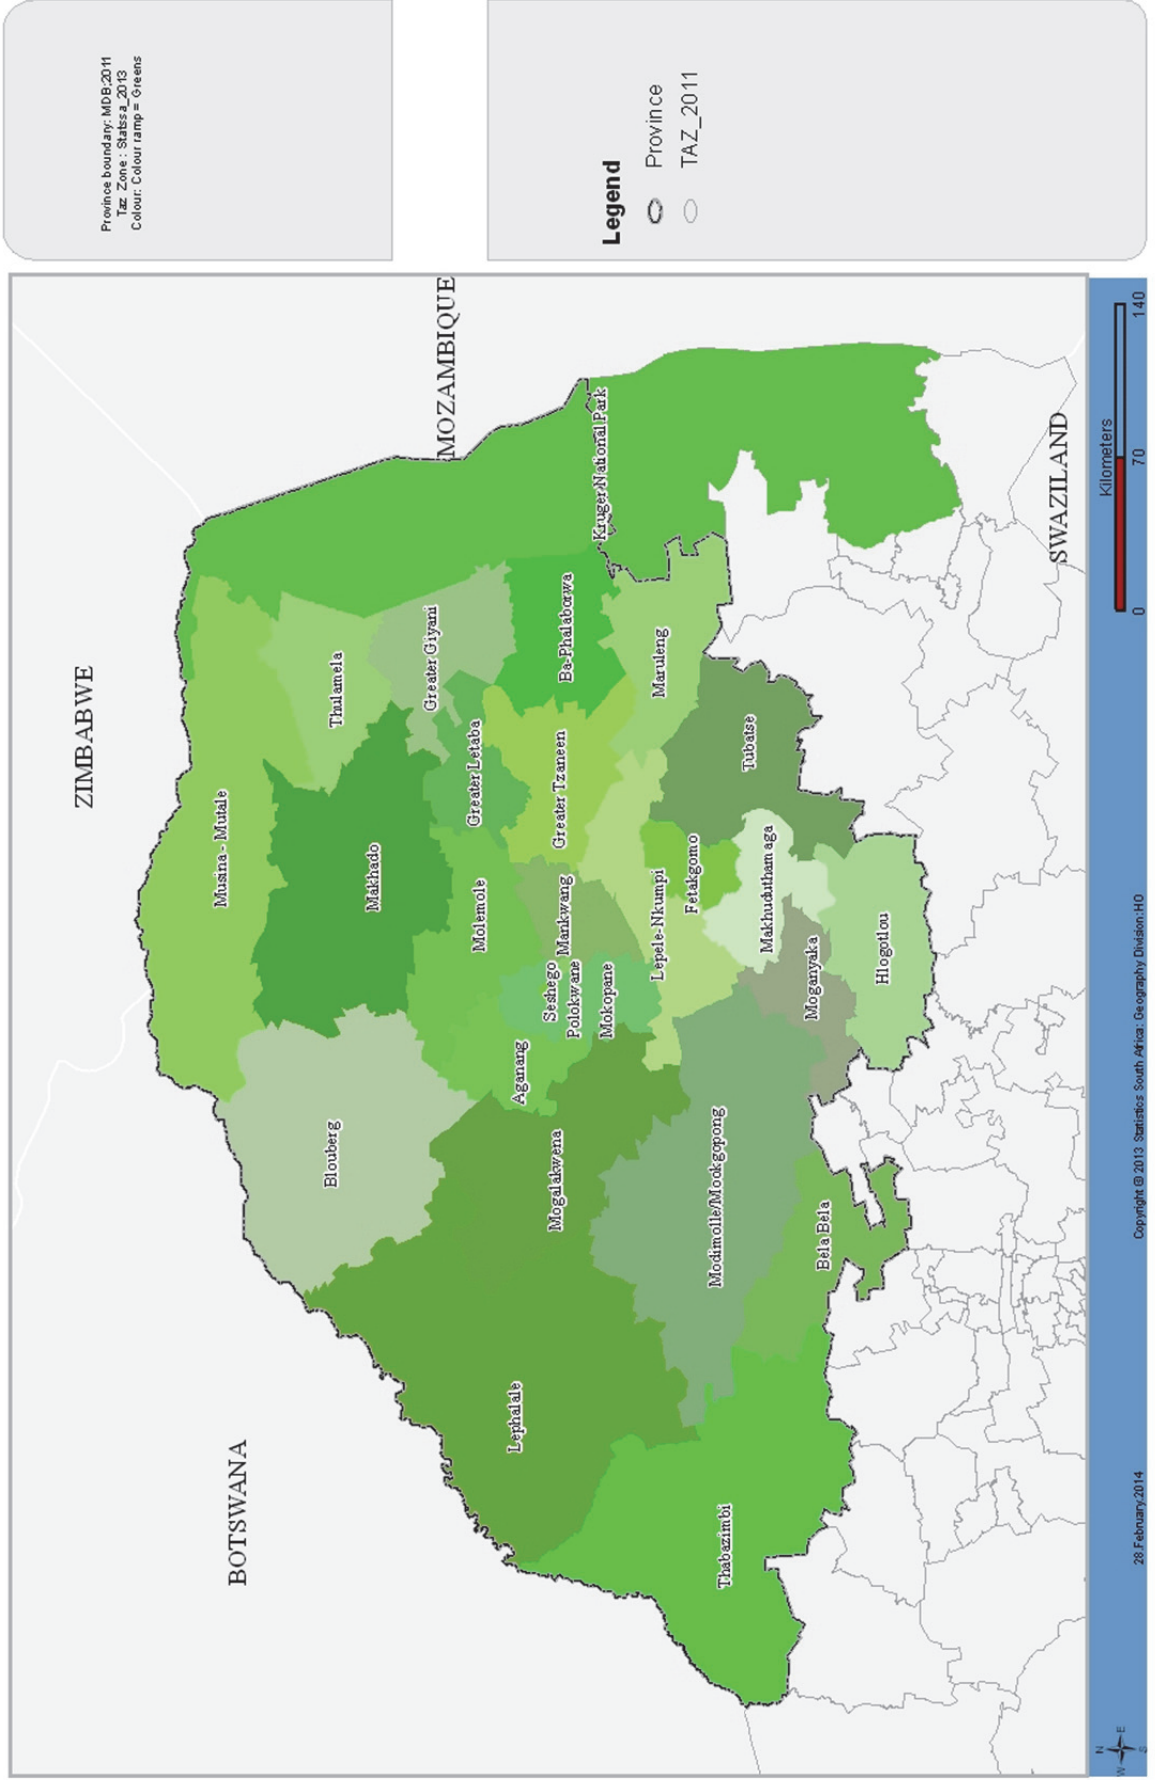 Province boundary: MDB;2011
Taz Zone : Statssa_2013
Colour: Colour ramp = Greens
Legend
Province
TAZ_2011
ZIMBABWE
BOTSWANA
MOZAMBIQUE
SWAZILAND
Musina - Mutale
Thulamela
Makhado
Blouberg
Greater Giyani
Greater Letaba
Molemole
Kruger National Park
Ba-Phalaborwa
Greater Tzaneen
Mankwang
Seshego
Polokwane
Aganang
Mokopane
Mogalakwena
Lephalale
Maruleng
Lepele-Nkumpi
Fetakgomo
Tubatse
Makhuduthamaga
Modimolle/Mookgopong
Moganyaka
Hlogotlou
Bela Bela
Thabazimbi
N
W
E
S
28.February.2014
Copyright @ 2013 Statistics South Africa: Geography Division:HO
Kilometers
0
70
140